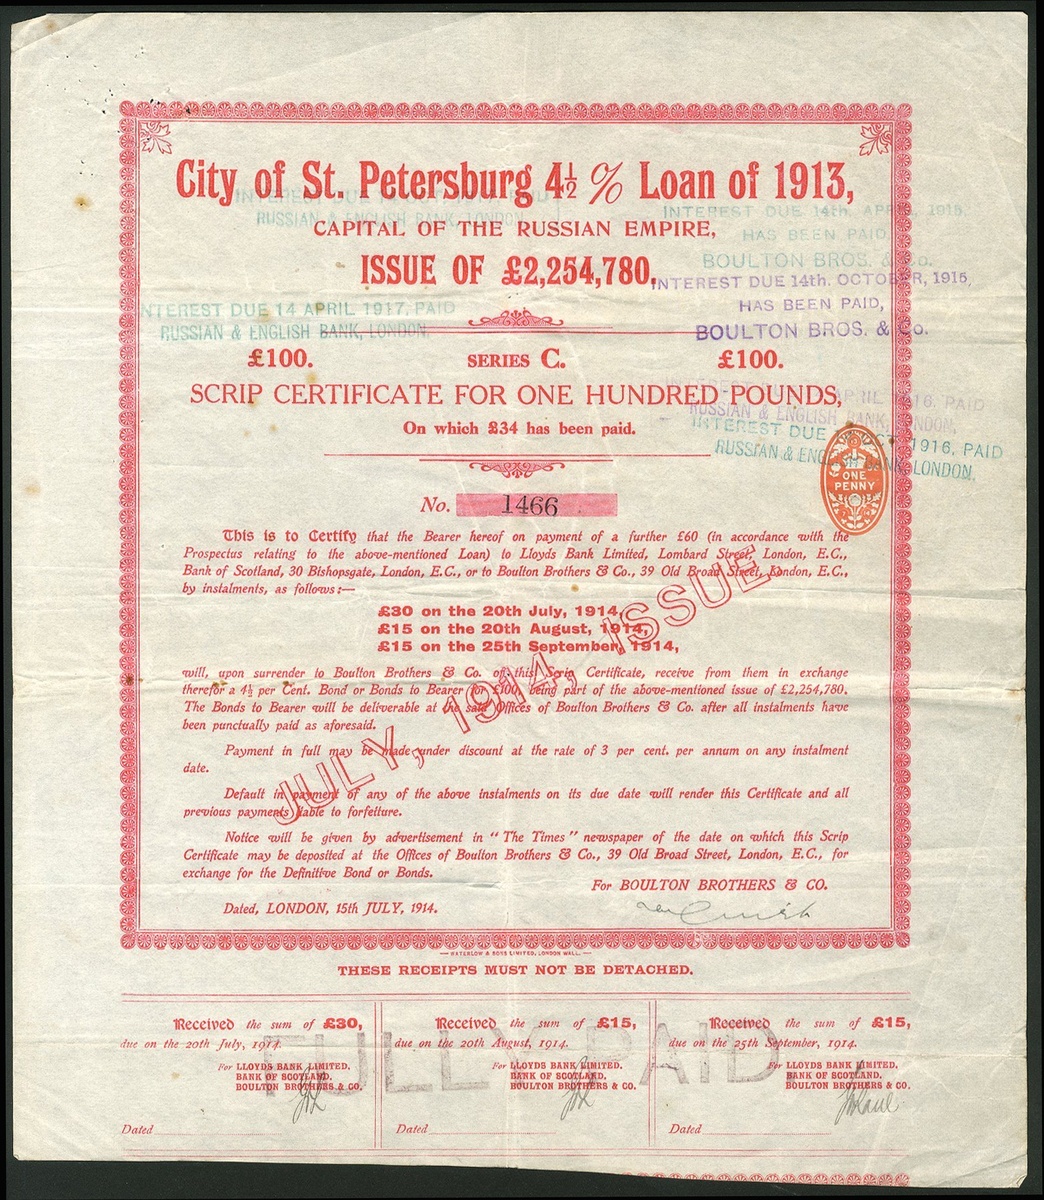 City of St. Petersburg 4½ % Loan of 1913,
CAPITAL OF THE RUSSIAN EMPIRE,
ISSUE OF £2,254,780.
RUSSIAN & ENGLISH BANK, LONDON
INTEREST DUE 14th. APRIL, 1915,
HAS BEEN PAID,
BOULTON BROS. & Co.
INTEREST DUE 14th. OCTOBER, 1915,
HAS BEEN PAID,
BOULTON BROS. & Co.
INTEREST DUE 14 APRIL 1917, PAID
RUSSIAN & ENGLISH BANK, LONDON.
£100. SERIES C. £100.
SCRIP CERTIFICATE FOR ONE HUNDRED POUNDS,
On which £34 has been paid.
APRIL 1916. PAID
RUSSIAN & ENGLISH BANK, LONDON.
INTEREST DUE 1916, PAID
RUSSIAN & ENGLISH BANK, LONDON.
ONE
PENNY
No. 1466
This is to Certify that the Bearer hereof on payment of a further £60 (in accordance with the
Prospectus relating to the above-mentioned Loan) to Lloyds Bank Limited, Lombard Street, London, E.C.,
Bank of Scotland, 30 Bishopsgate, London, E.C., or to Boulton Brothers & Co., 39 Old Broad Street, London, E.C.,
by instalments, as follows:—
£30 on the 20th July, 1914,
£15 on the 20th August, 1914,
£15 on the 25th September, 1914,
will, upon surrender to Boulton Brothers & Co. of this Scrip Certificate, receive from them in exchange
therefor a 4½ per Cent. Bond or Bonds to Bearer for £100, being part of the above-mentioned issue of £2,254,780.
The Bonds to Bearer will be deliverable at the said Offices of Boulton Brothers & Co. after all instalments have
been punctually paid as aforesaid.
Payment in full may be made under discount at the rate of 3 per cent. per annum on any instalment
date.
Default in payment of any of the above instalments on its due date will render this Certificate and all
previous payments liable to forfeiture.
Notice will be given by advertisement in "The Times" newspaper of the date on which this Scrip
Certificate may be deposited at the Offices of Boulton Brothers & Co., 39 Old Broad Street, London, E.C., for
exchange for the Definitive Bond or Bonds.
JULY, 1914, ISSUE
For BOULTON BROTHERS & CO.
Dated, LONDON, 15th JULY, 1914.
WATERLOW & SONS LIMITED, LONDON WALL.
THESE RECEIPTS MUST NOT BE DETACHED.
Received the sum of £30,
due on the 20th July, 1914.
For LLOYDS BANK LIMITED.
BANK OF SCOTLAND.
BOULTON BROTHERS & CO.
Dated
Received the sum of £15,
due on the 20th August, 1914.
For LLOYDS BANK LIMITED.
BANK OF SCOTLAND.
BOULTON BROTHERS & CO.
Dated
Received the sum of £15,
due on the 25th September, 1914.
For LLOYDS BANK LIMITED.
BANK OF SCOTLAND.
BOULTON BROTHERS & CO.
Dated
FULLY PAID